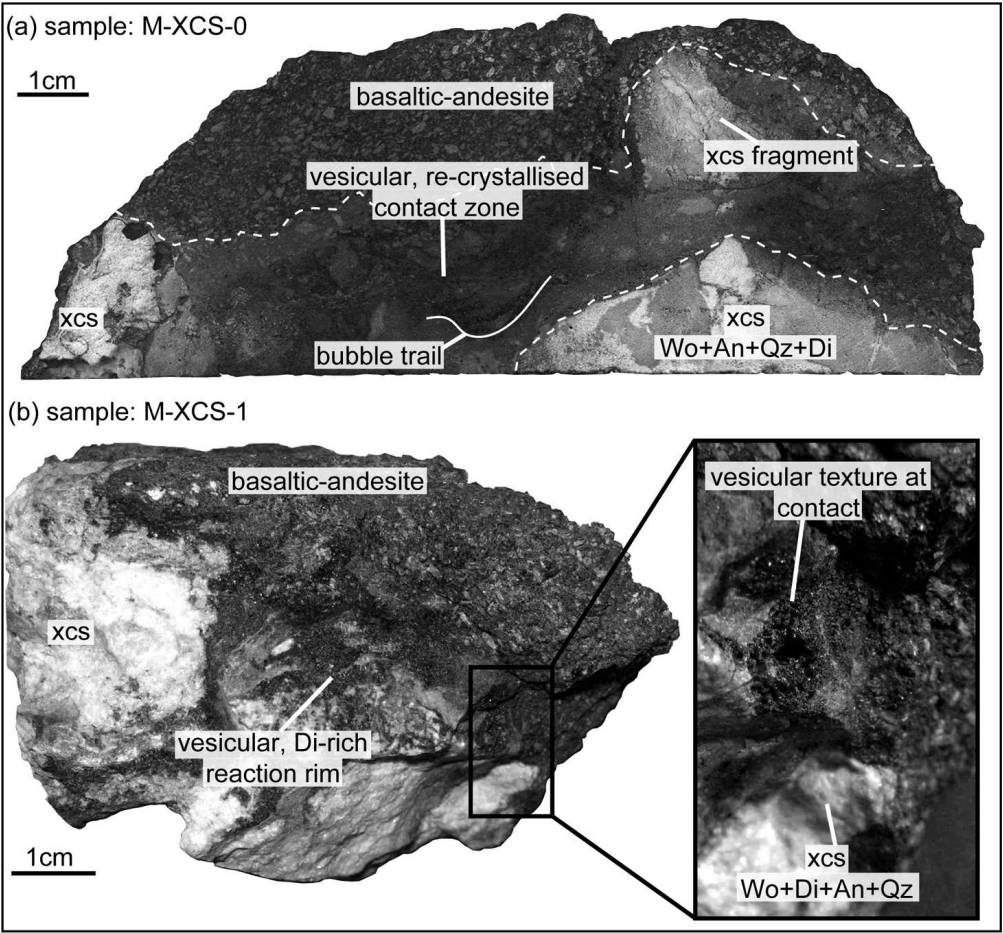 (a) sample: M-XCS-0
1cm
basaltic-andesite
xcs fragment
vesicular, re-crystallised
contact zone
xcs
bubble trail
xcs
Wo+An+Qz+Di
(b) sample: M-XCS-1
basaltic-andesite
vesicular texture at
contact
xcs
vesicular, Di-rich
reaction rim
1cm
xcs
Wo+Di+An+Qz